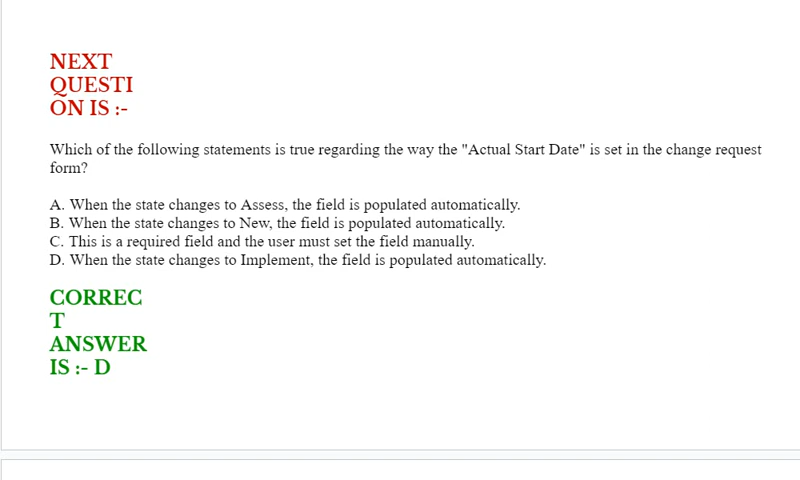 NEXT
QUESTI
ON IS :-
Which of the following statements is true regarding the way the "Actual Start Date" is set in the change request
form?
A. When the state changes to Assess, the field is populated automatically.
B. When the state changes to New, the field is populated automatically.
C. This is a required field and the user must set the field manually.
D. When the state changes to Implement, the field is populated automatically.
CORREC
T
ANSWER
IS :- D